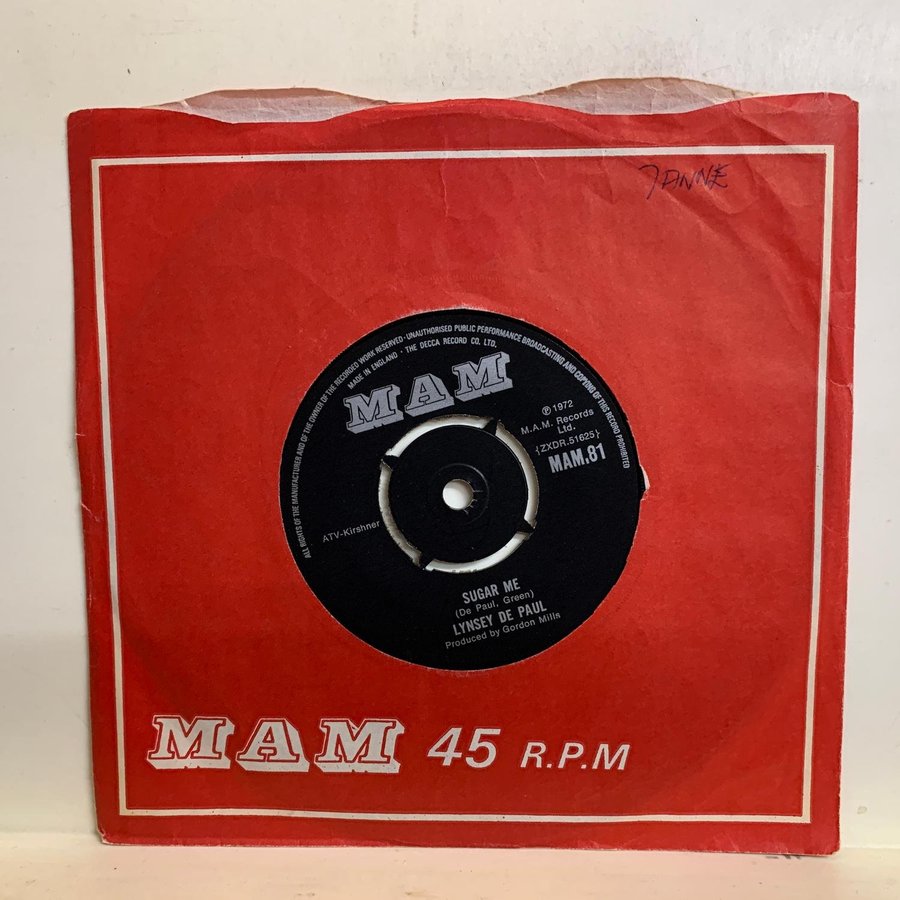 JANNE
ALL RIGHTS OF THE MANUFACTURER AND OF THE OWNER OF THE RECORDED WORK RESERVED · UNAUTHORISED PUBLIC PERFORMANCE BROADCASTING AND COPYING OF THIS RECORD PROHIBITED
MADE IN ENGLAND · THE DECCA RECORD CO. LTD.
MAM
℗ 1972
M.A.M. Records
Ltd.
{ZXDR.51625}
MAM.81
ATV-Kirshner
SUGAR ME
(De Paul, Green)
LYNSEY DE PAUL
Produced by Gordon Mills
MAM 45 R.P.M